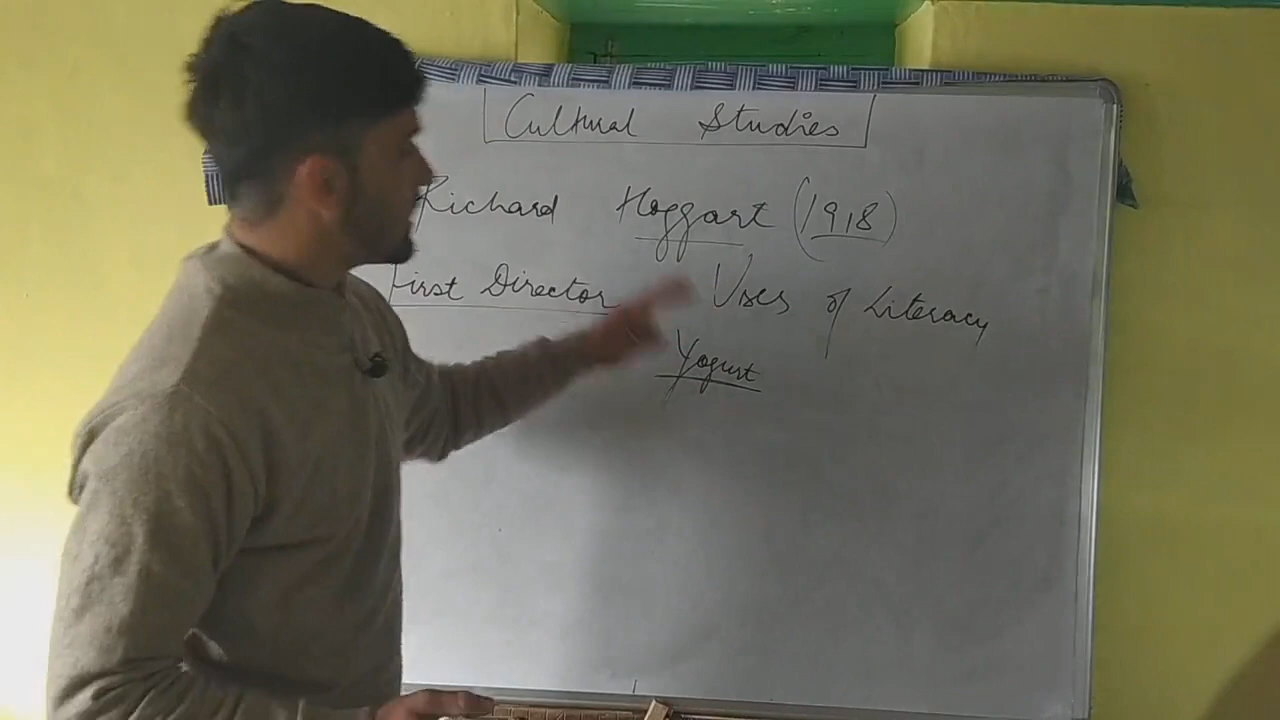 Cultural Studies
Richard Hoggart (1918)
First Director Uses of Literacy
Yogurt